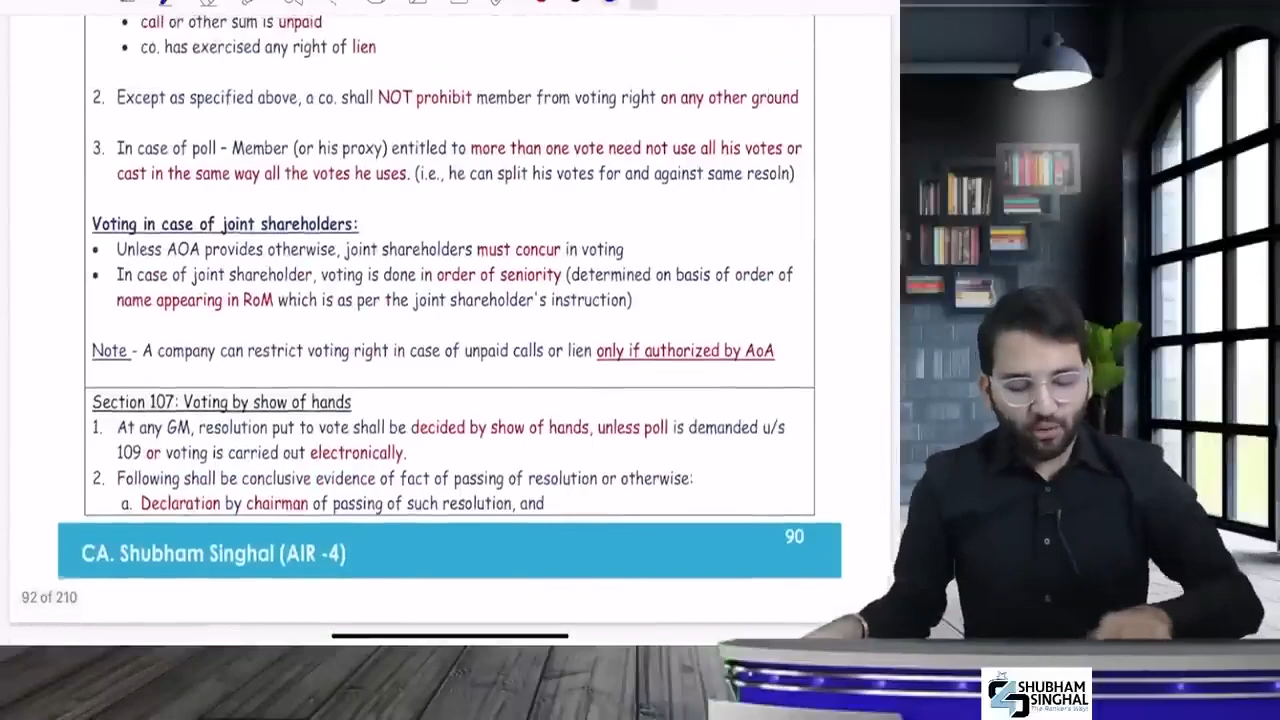 • call or other sum is unpaid
• co. has exercised any right of lien
2. Except as specified above, a co. shall NOT prohibit member from voting right on any other ground
3. In case of poll – Member (or his proxy) entitled to more than one vote need not use all his votes or
cast in the same way all the votes he uses. (i.e., he can split his votes for and against same resoln)
Voting in case of joint shareholders:
• Unless AOA provides otherwise, joint shareholders must concur in voting
• In case of joint shareholder, voting is done in order of seniority (determined on basis of order of
name appearing in RoM which is as per the joint shareholder's instruction)
Note - A company can restrict voting right in case of unpaid calls or lien only if authorized by AoA
Section 107: Voting by show of hands
1. At any GM, resolution put to vote shall be decided by show of hands, unless poll is demanded u/s
109 or voting is carried out electronically.
2. Following shall be conclusive evidence of fact of passing of resolution or otherwise:
a. Declaration by chairman of passing of such resolution, and
90
CA. Shubham Singhal (AIR -4)
92 of 210
SHUBHAM
SINGHAL
The Ranker's Way!